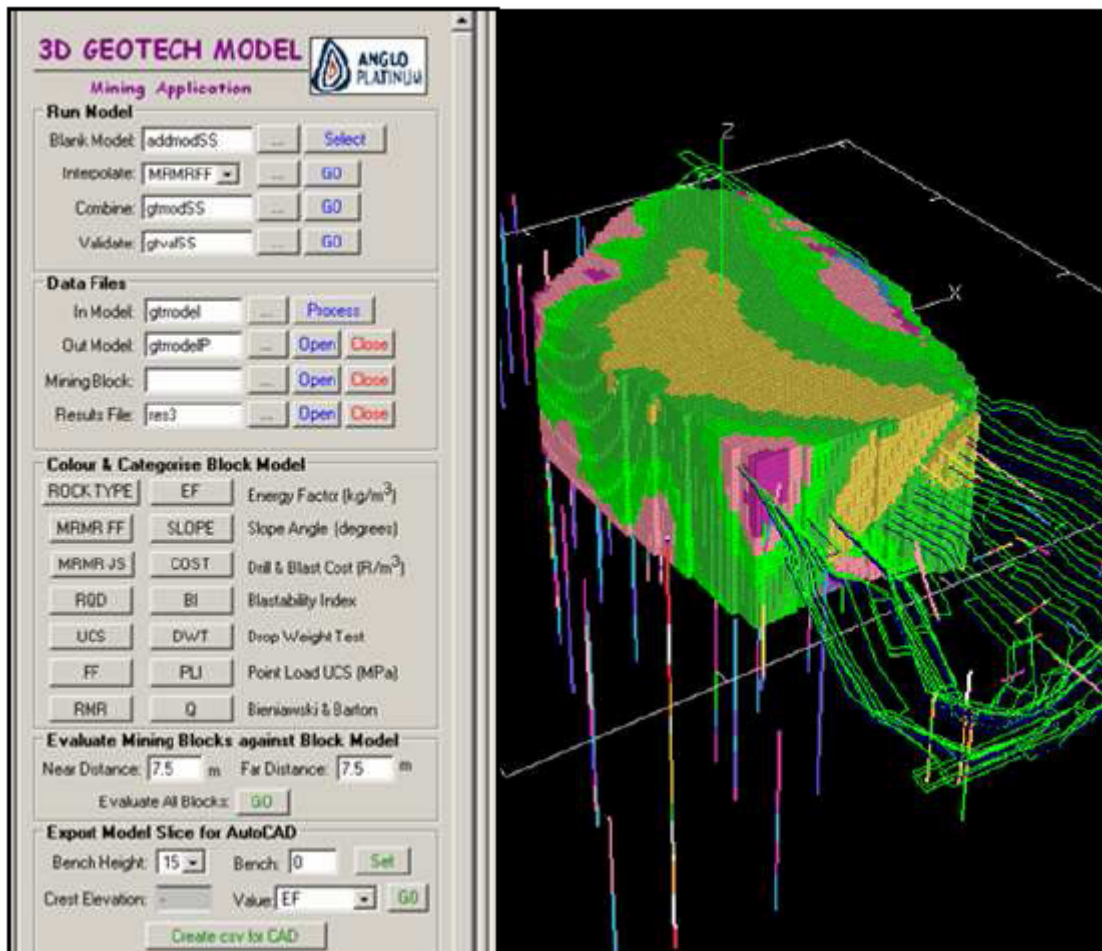 3D GEOTECH MODEL
ANGLO
PLATINUM
Mining Application
Run Model
Blank Model: addmodSS ... Select
Interpolate: MRMRFF ... GO
Combine: gtmodSS ... GO
Validate: gtvalSS ... GO
Data Files
In Model: gtmodel ... Process
Out Model: gtmodelP ... Open Close
Mining Block: ... Open Close
Results File: res3 ... Open Close
Colour & Categorise Block Model
ROCK TYPE EF Energy Factor (kg/m³)
MRMR FF SLOPE Slope Angle (degrees)
MRMR JS COST Drill & Blast Cost (R/m³)
RQD BI Blastability Index
UCS DWT Drop Weight Test
FF PLI Point Load UCS (MPa)
RMR Q Bieniawski & Barton
Evaluate Mining Blocks against Block Model
Near Distance: 7.5 m Far Distance: 7.5 m
Evaluate All Blocks: GO
Export Model Slice for AutoCAD
Bench Height: 15 Bench: 0 Set
Crest Elevation: - Value: EF GO
Create csv for CAD
Z
X